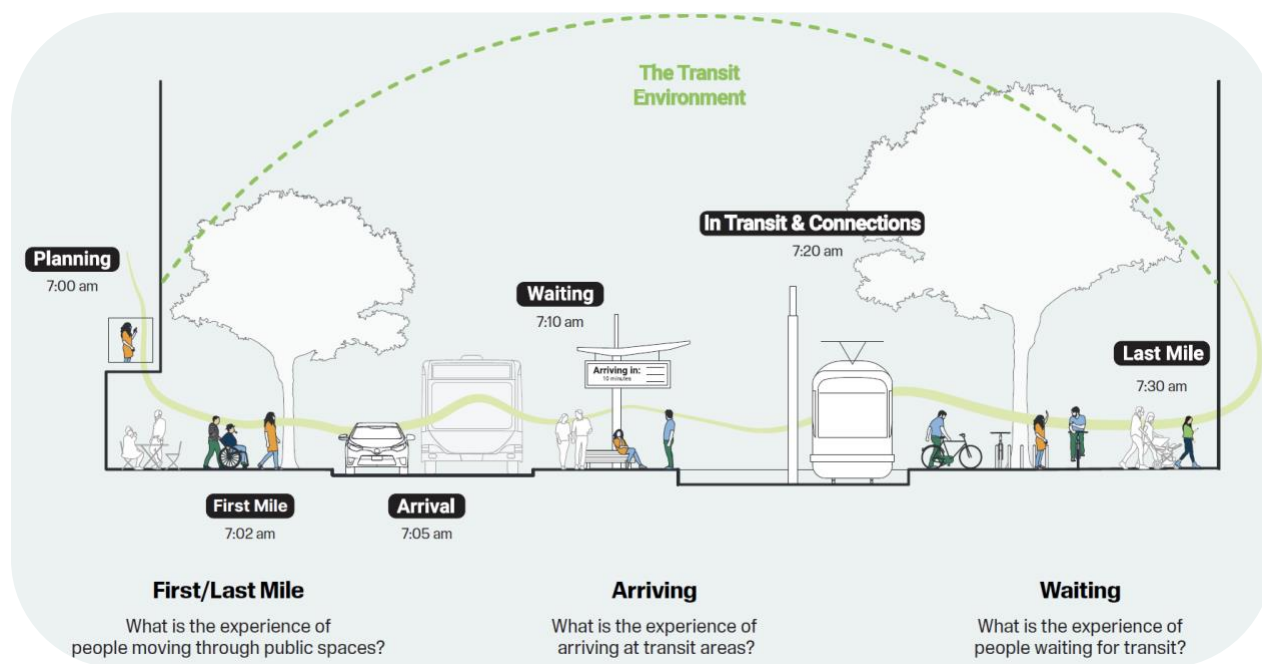 The Transit
Environment
In Transit & Connections
7:20 am
Planning
7:00 am
Waiting
7:10 am
Arriving in:
10 minutes
Last Mile
7:30 am
First Mile
7:02 am
Arrival
7:05 am
First/Last Mile
What is the experience of
people moving through public spaces?
Arriving
What is the experience of
arriving at transit areas?
Waiting
What is the experience of
people waiting for transit?